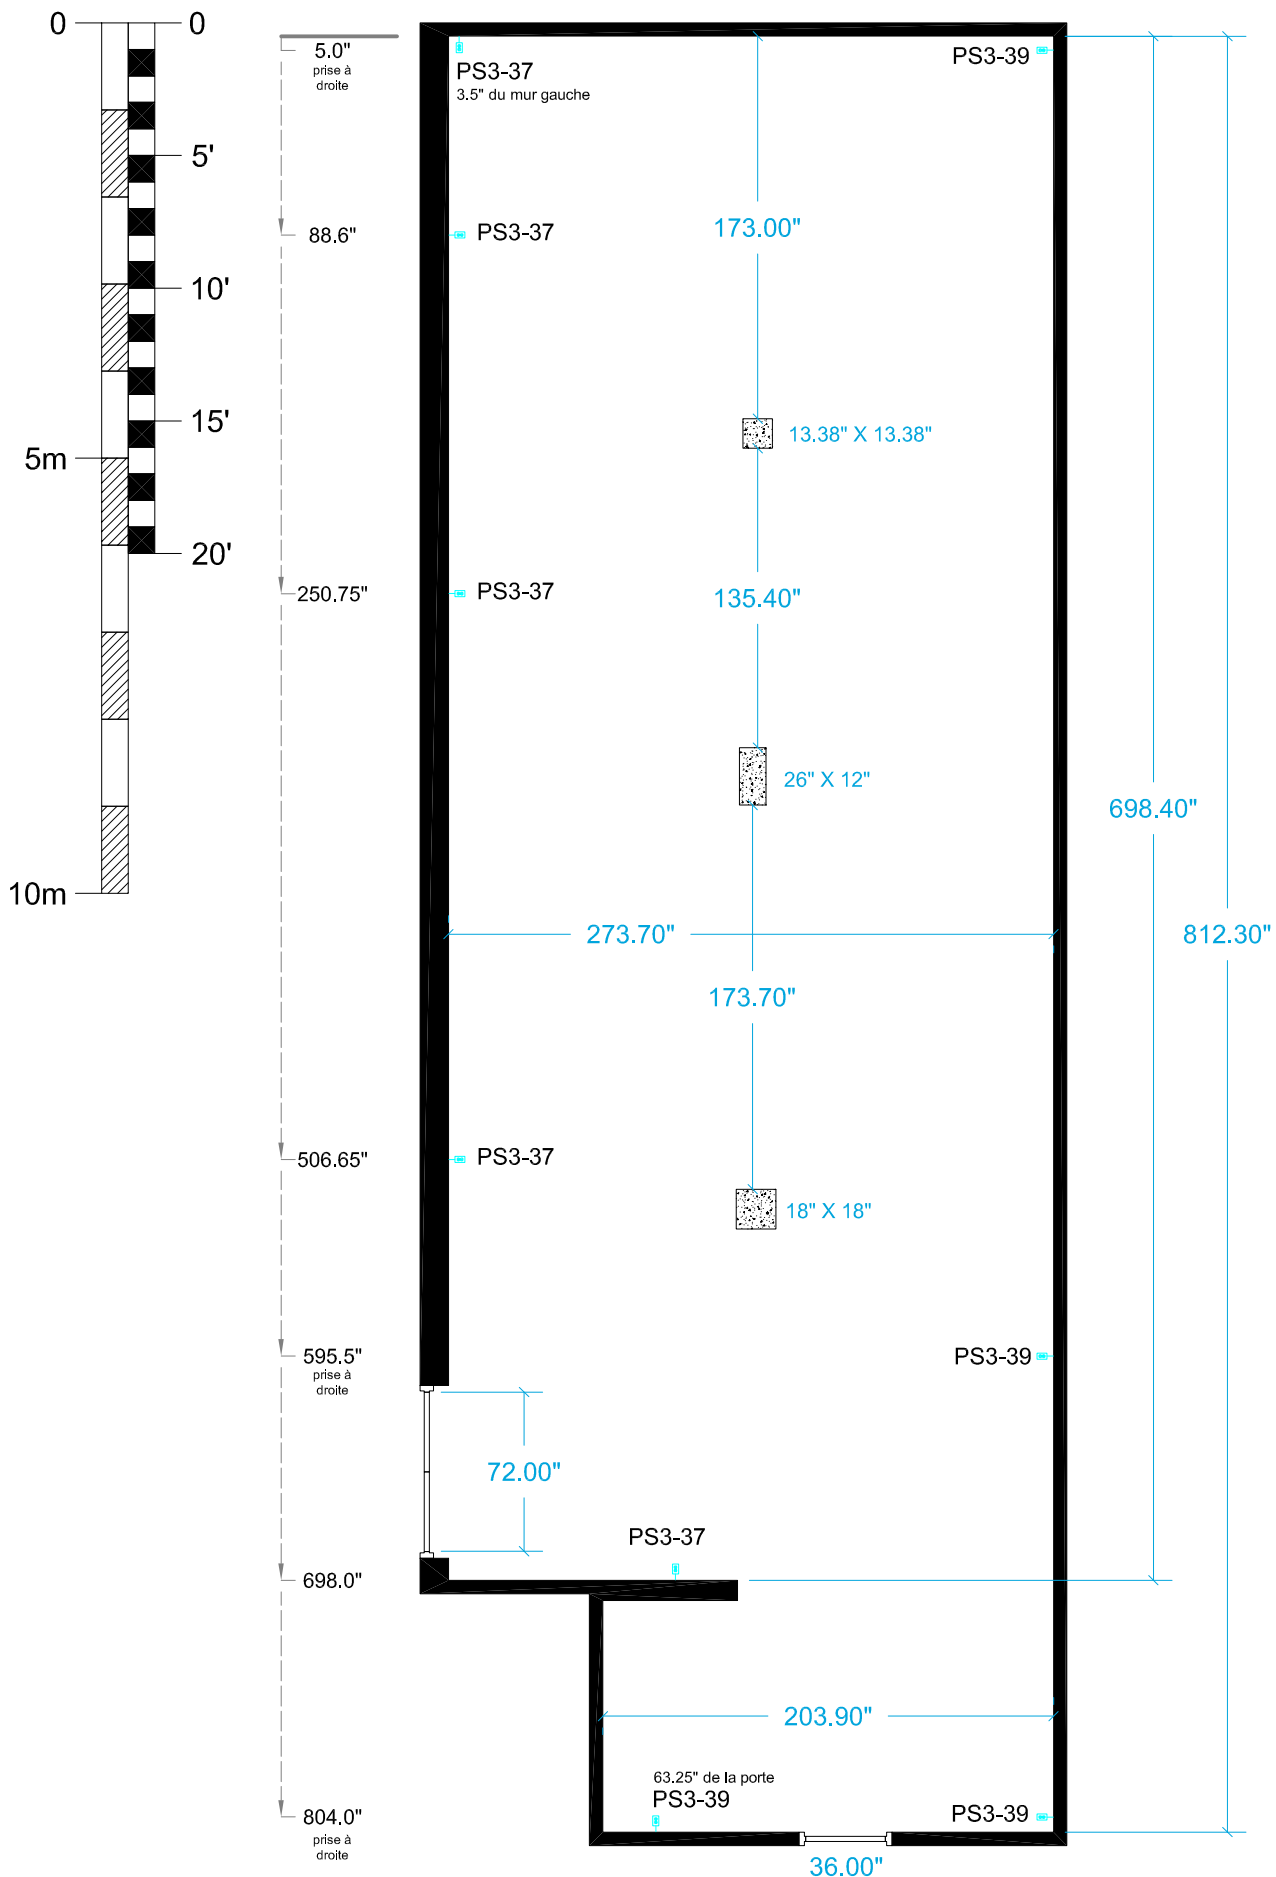 0
0
5'
10'
15'
20'
5m
10m
5.0"
prise à
droite
88.6"
250.75"
506.65"
595.5"
prise à
droite
698.0"
804.0"
prise à
droite
PS3-37
3.5" du mur gauche
PS3-39
PS3-37
173.00"
13.38" X 13.38"
PS3-37
135.40"
26" X 12"
698.40"
273.70"
812.30"
173.70"
PS3-37
18" X 18"
PS3-39
72.00"
PS3-37
203.90"
63.25" de la porte
PS3-39
PS3-39
36.00"